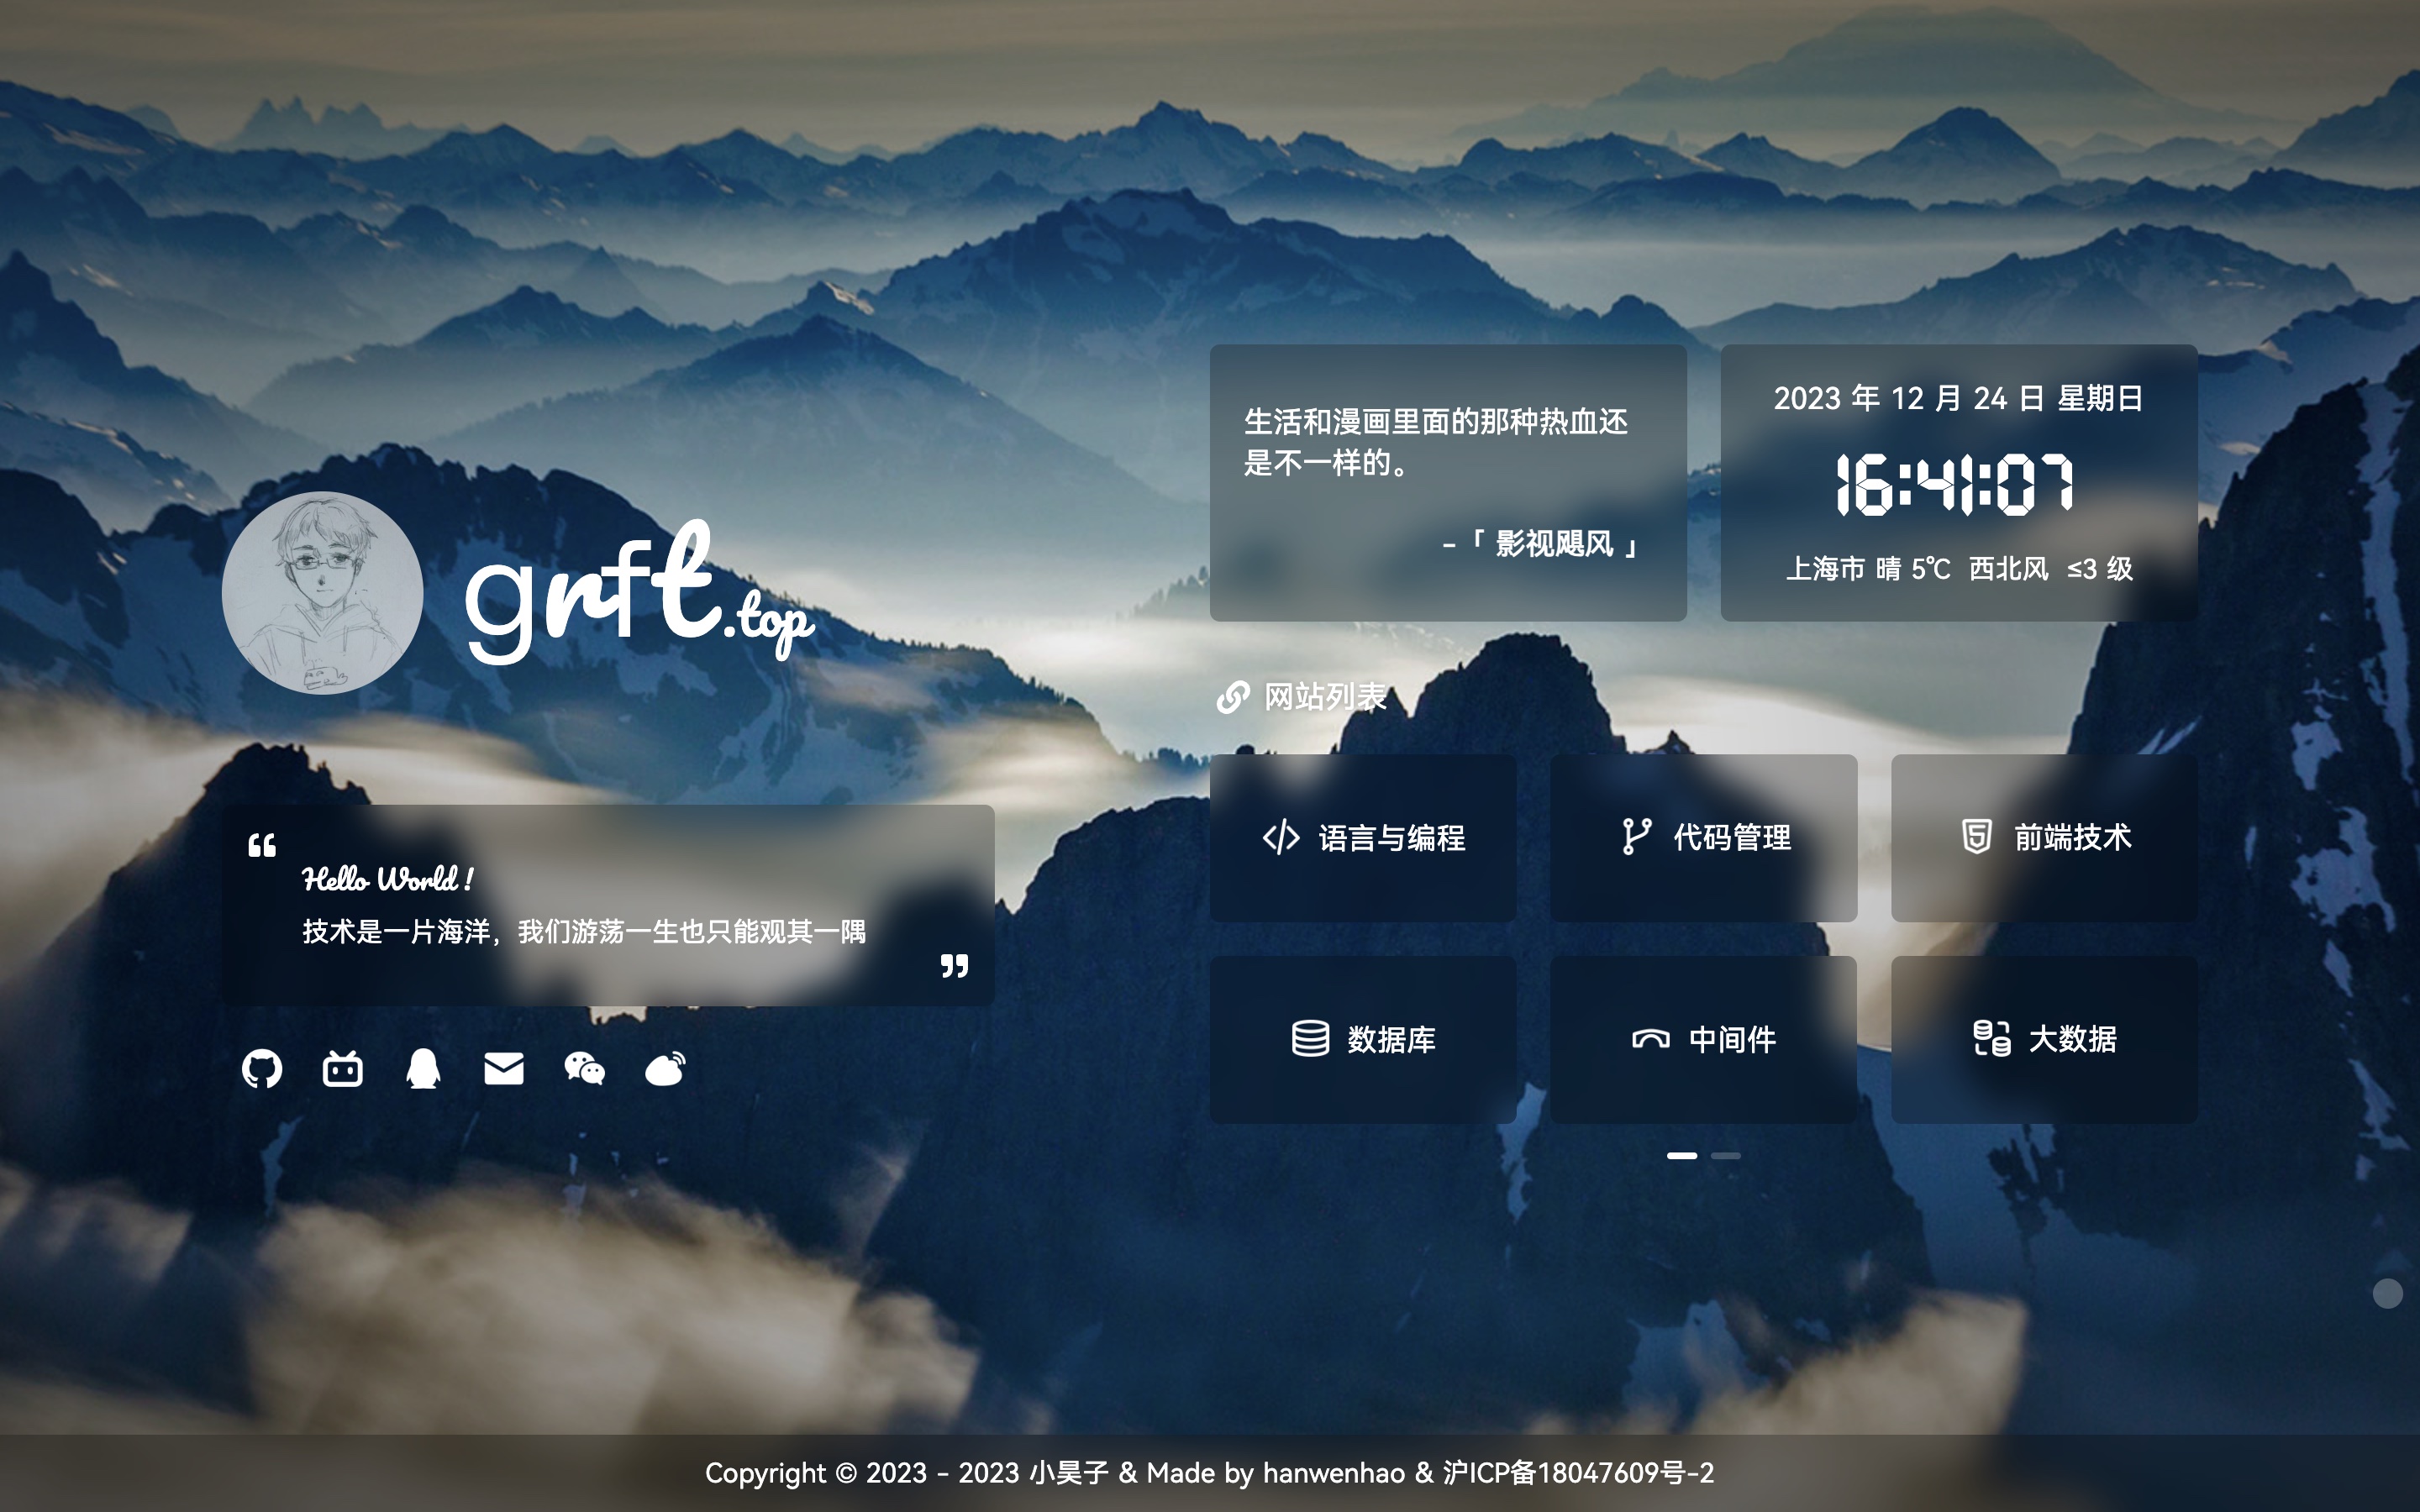 grft.top
Hello World !
技术是一片海洋，我们游荡一生也只能观其一隅
生活和漫画里面的那种热血还
是不一样的。
-「 影视飓风 」
2023 年 12 月 24 日 星期日
16:41:07
上海市 晴 5℃ 西北风 ≤3 级
网站列表
语言与编程
代码管理
前端技术
数据库
中间件
大数据
Copyright © 2023 - 2023 小昊子 & Made by hanwenhao & 沪ICP备18047609号-2